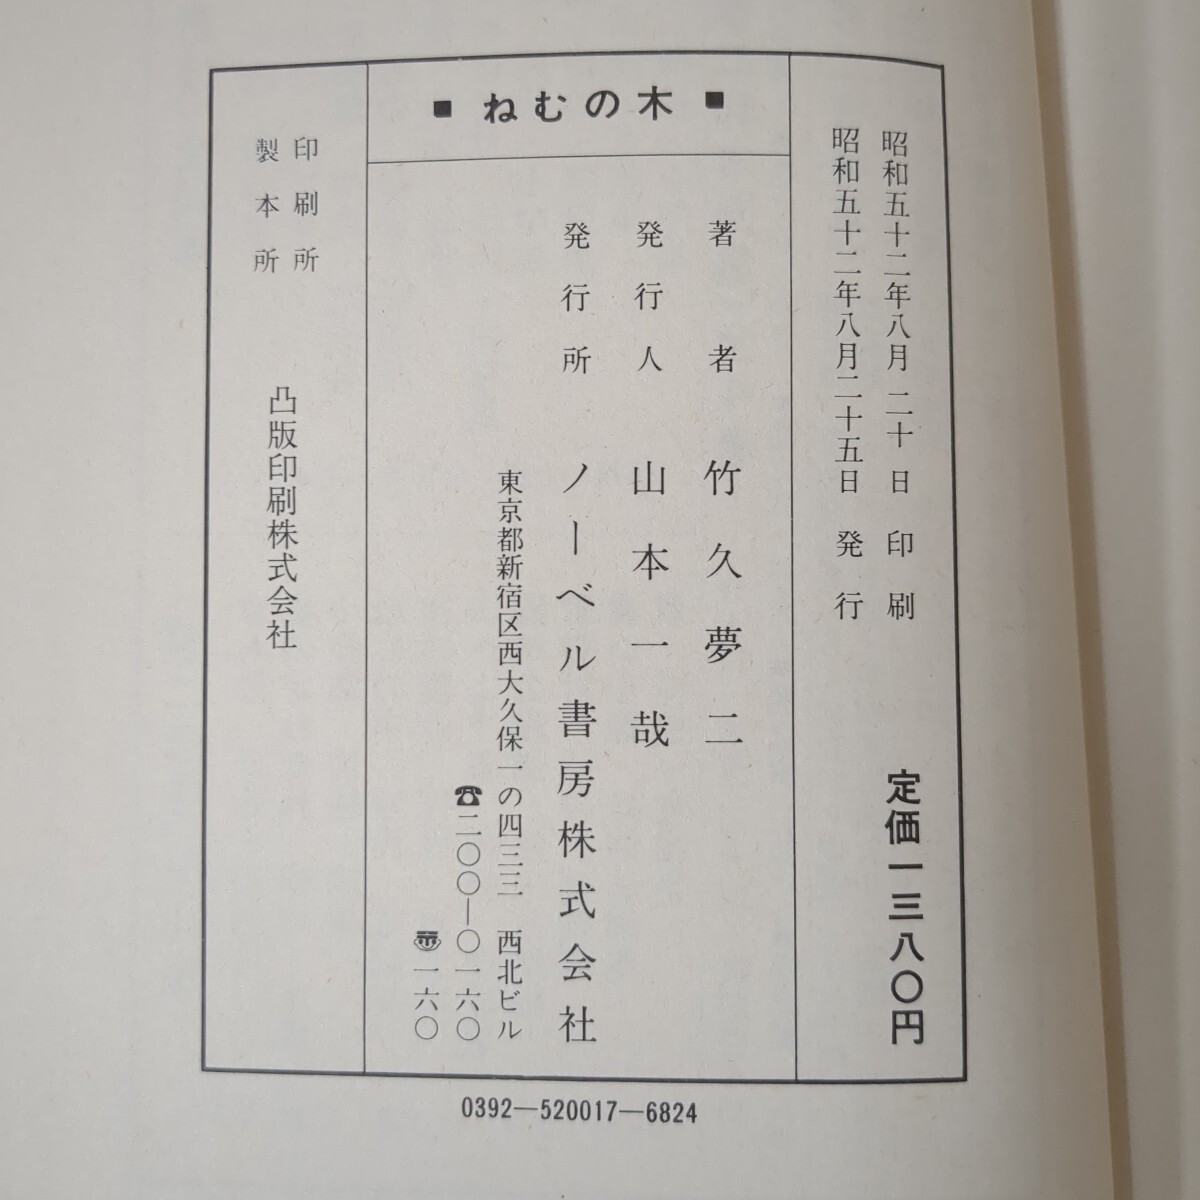 昭和五十二年八月二十日 印刷
昭和五十二年八月二十五日 発行
定価一三八〇円
■ ねむの木 ■
著者 竹久夢二
発行人 山本一哉
発行所 ノーベル書房株式会社
東京都新宿区西大久保一の四三三 西北ビル
☎二〇〇―〇一六〇
〠一六〇
印刷所
製本所
凸版印刷株式会社
0392―520017―6824